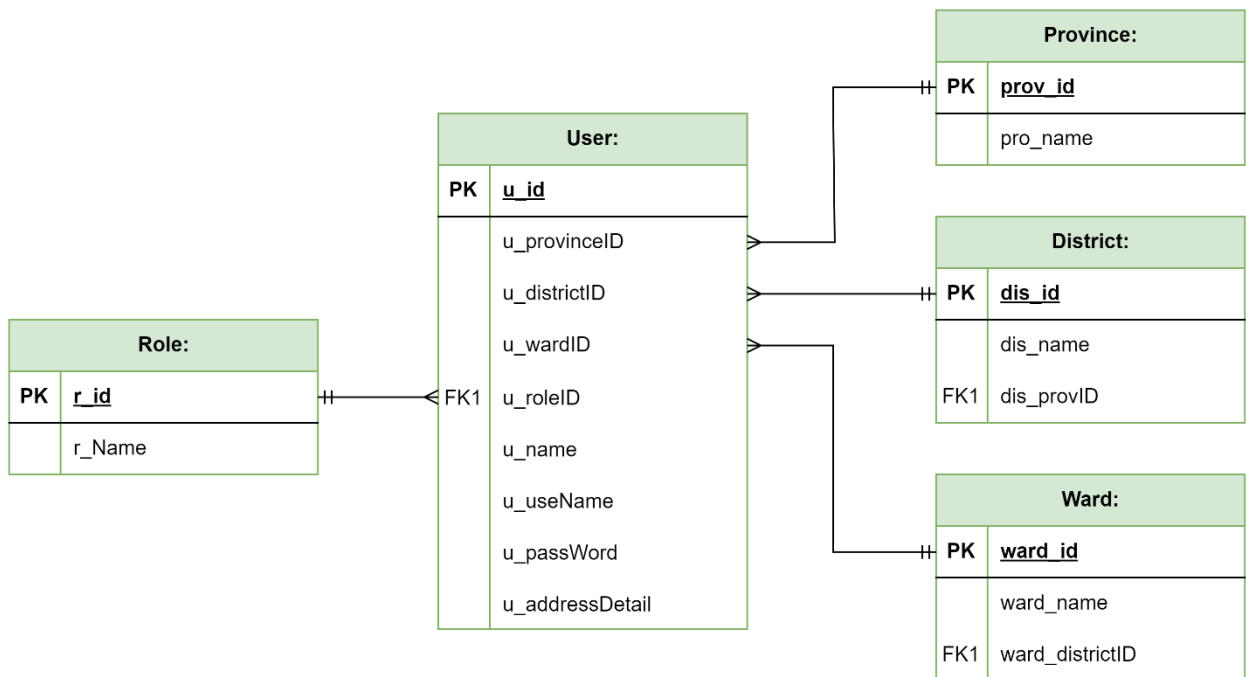 Province:
PK prov_id
pro_name
User:
PK u_id
u_provinceID
u_districtID
u_wardID
FK1 u_roleID
u_name
u_useName
u_passWord
u_addressDetail
District:
PK dis_id
dis_name
FK1 dis_provID
Role:
PK r_id
r_Name
Ward:
PK ward_id
ward_name
FK1 ward_districtID